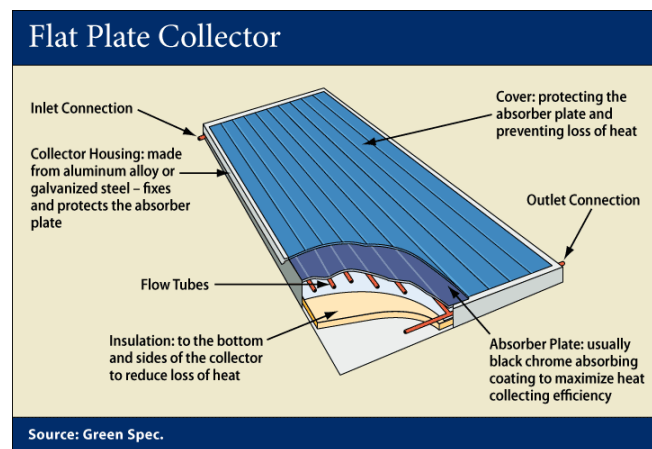 Flat Plate Collector
Inlet Connection
Collector Housing: made
from aluminum alloy or
galvanized steel – fixes
and protects the absorber
plate
Cover: protecting the
absorber plate and
preventing loss of heat
Outlet Connection
Flow Tubes
Insulation: to the bottom
and sides of the collector
to reduce loss of heat
Absorber Plate: usually
black chrome absorbing
coating to maximize heat
collecting efficiency
Source: Green Spec.